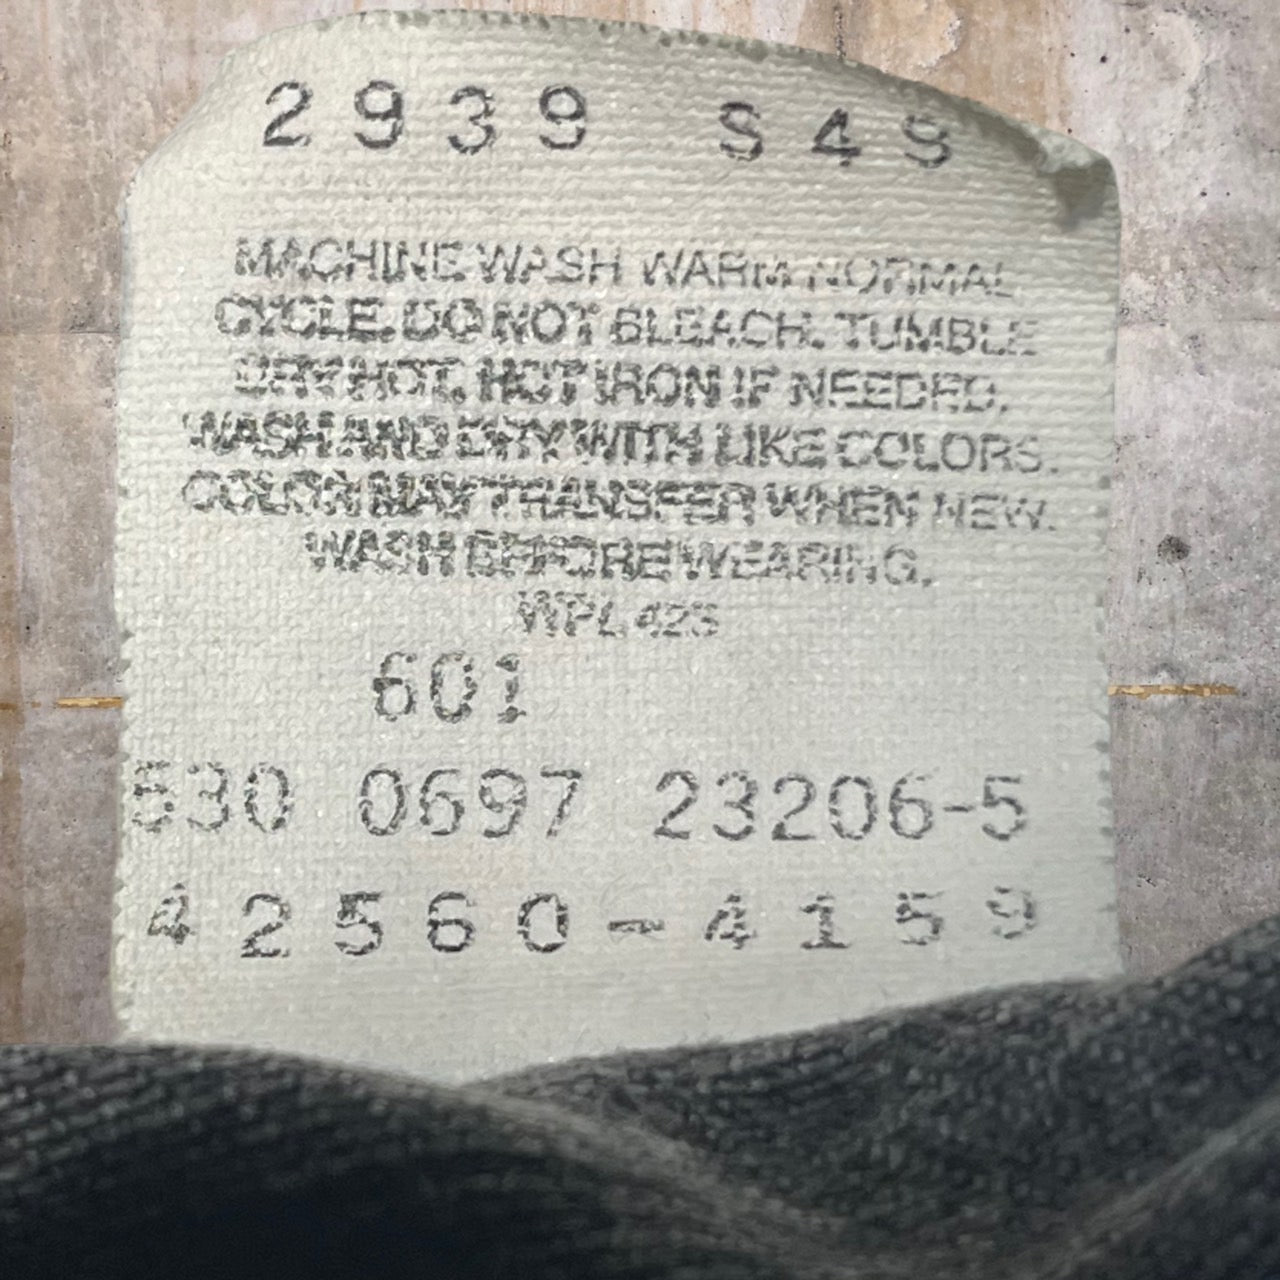 2939 S4S
MACHINE WASH WARM NORMAL
CYCLE. DO NOT BLEACH. TUMBLE
DRY HOT. HOT IRON IF NEEDED.
WASH AND DRY WITH LIKE COLORS.
COLOR MAY TRANSFER WHEN NEW.
WASH BEFORE WEARING.
WPL 423
601
530 0697 23206-5
42560-4159